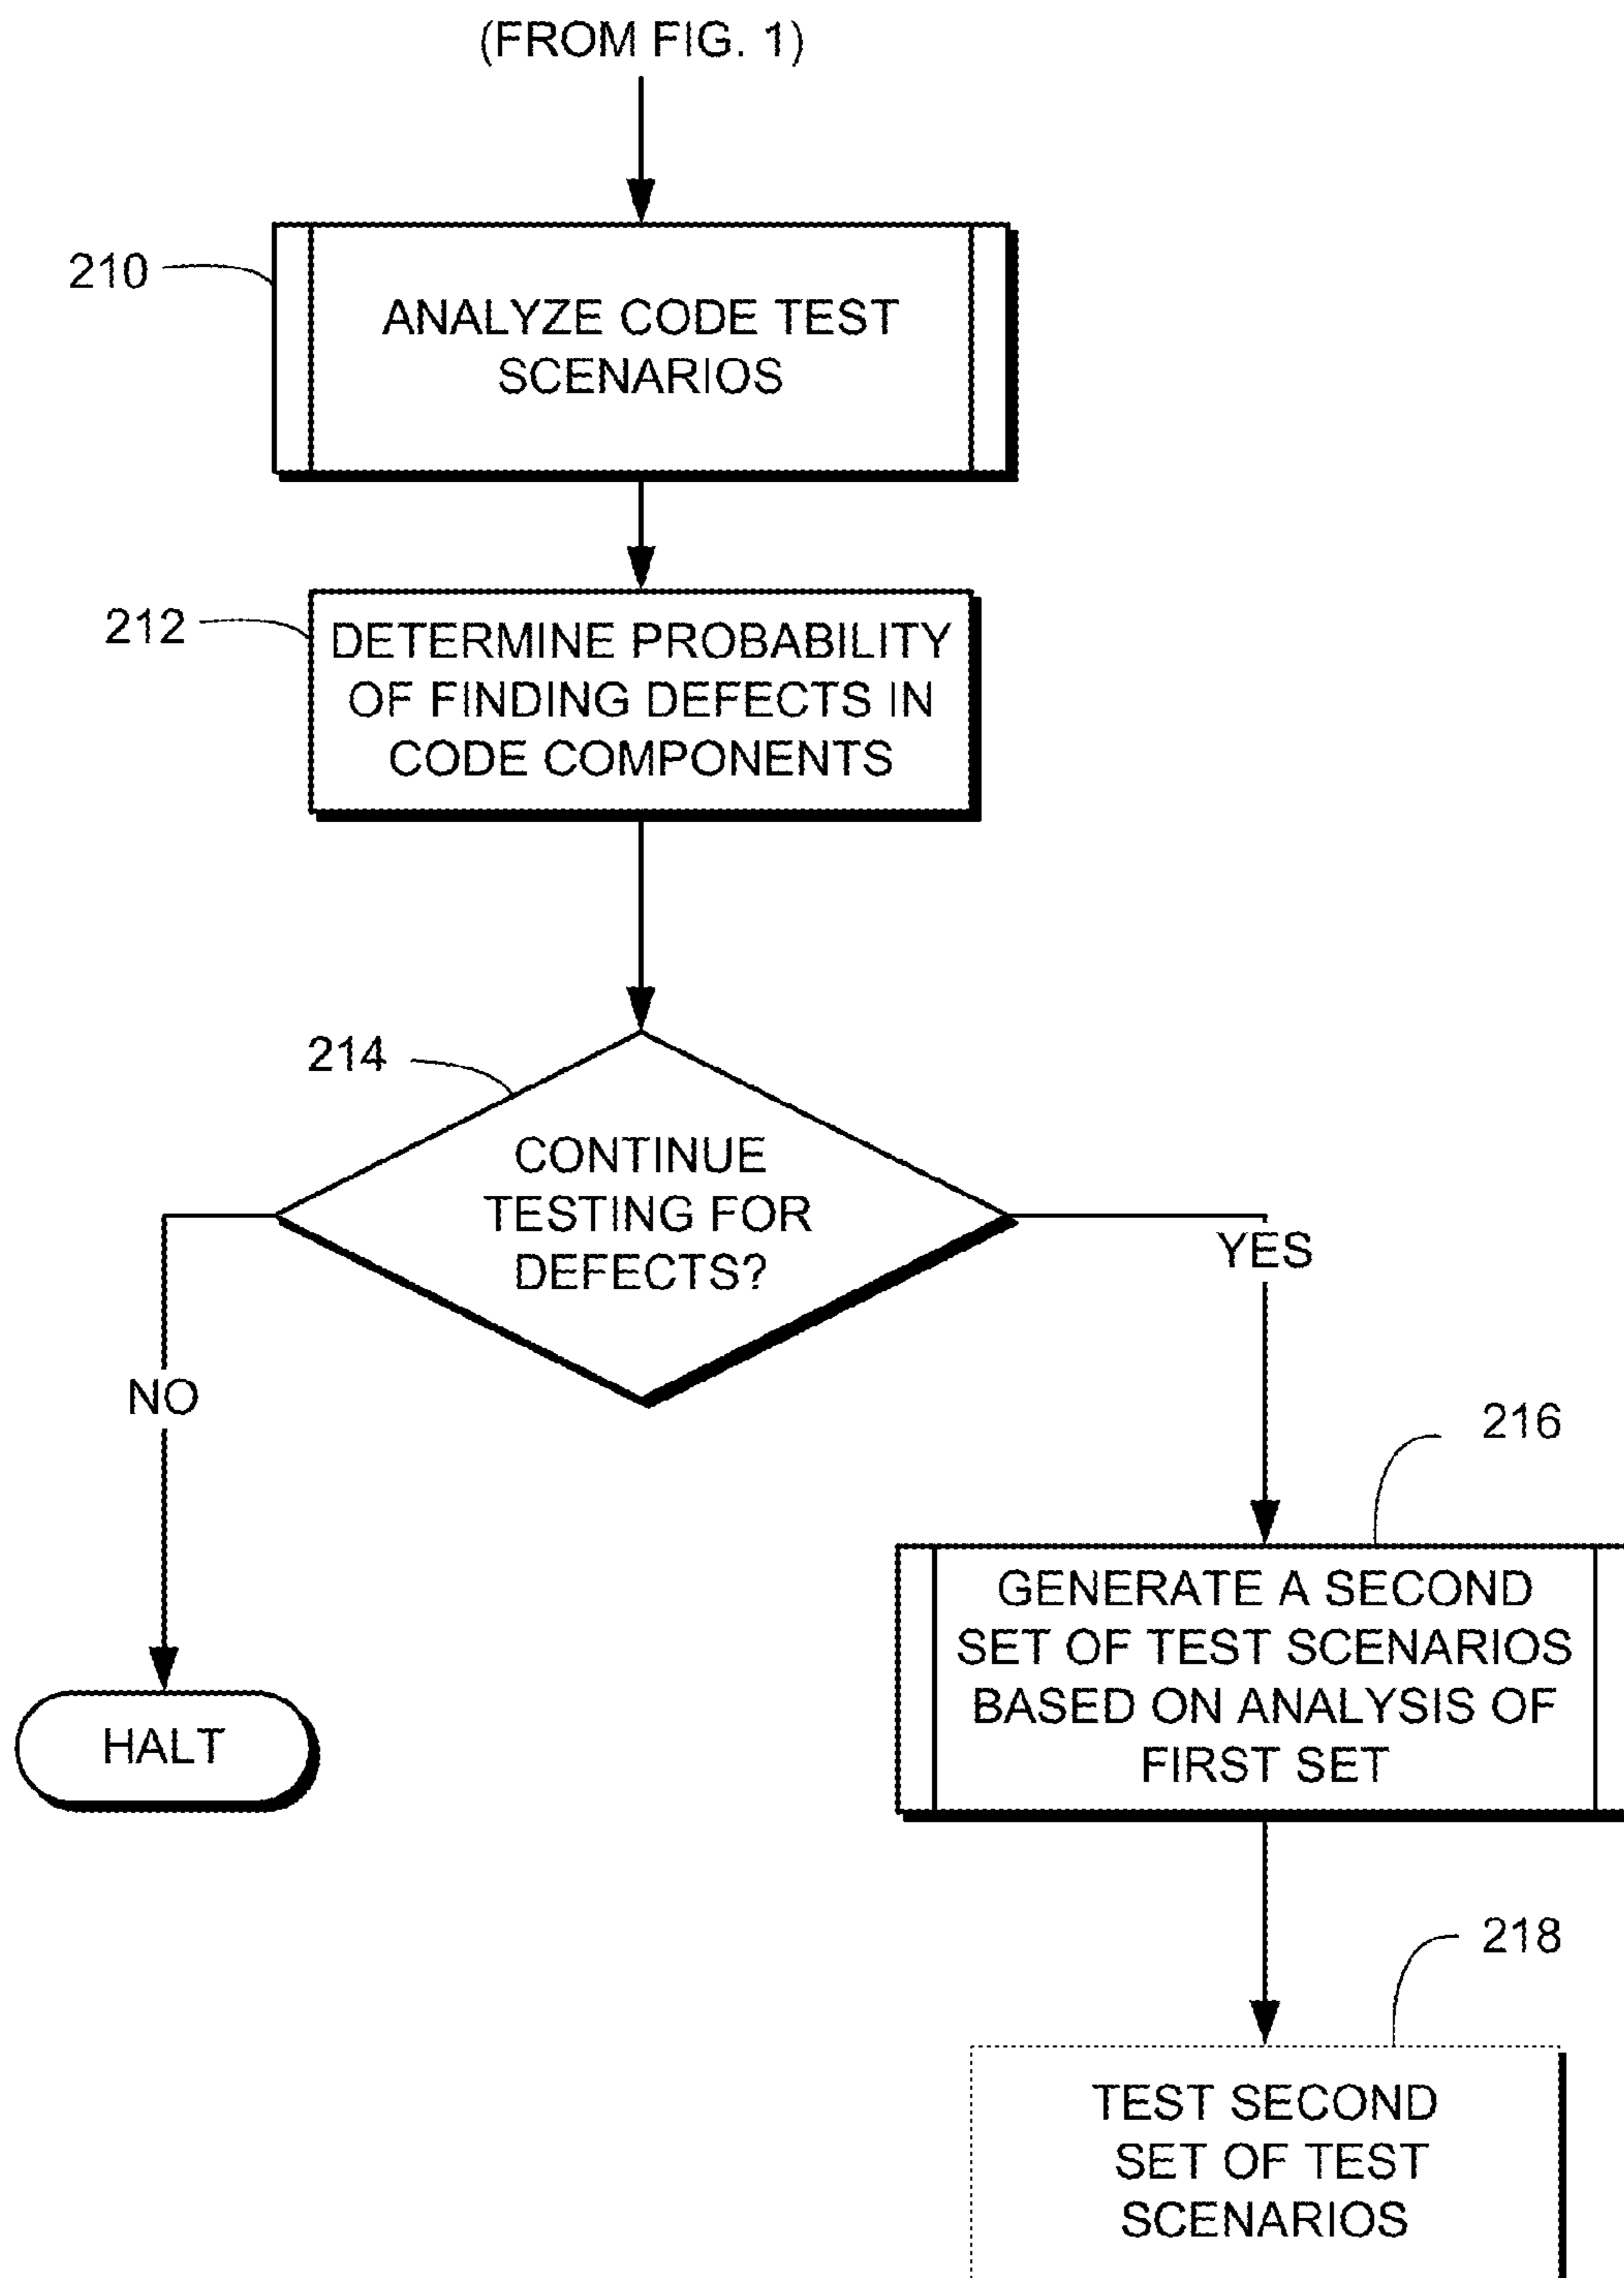 (FROM FIG. 1)
210
ANALYZE CODE TEST
SCENARIOS
212
DETERMINE PROBABILITY
OF FINDING DEFECTS IN
CODE COMPONENTS
214
CONTINUE
TESTING FOR
DEFECTS?
YES
NO
216
GENERATE A SECOND
SET OF TEST SCENARIOS
BASED ON ANALYSIS OF
FIRST SET
HALT
218
TEST SECOND
SET OF TEST
SCENARIOS